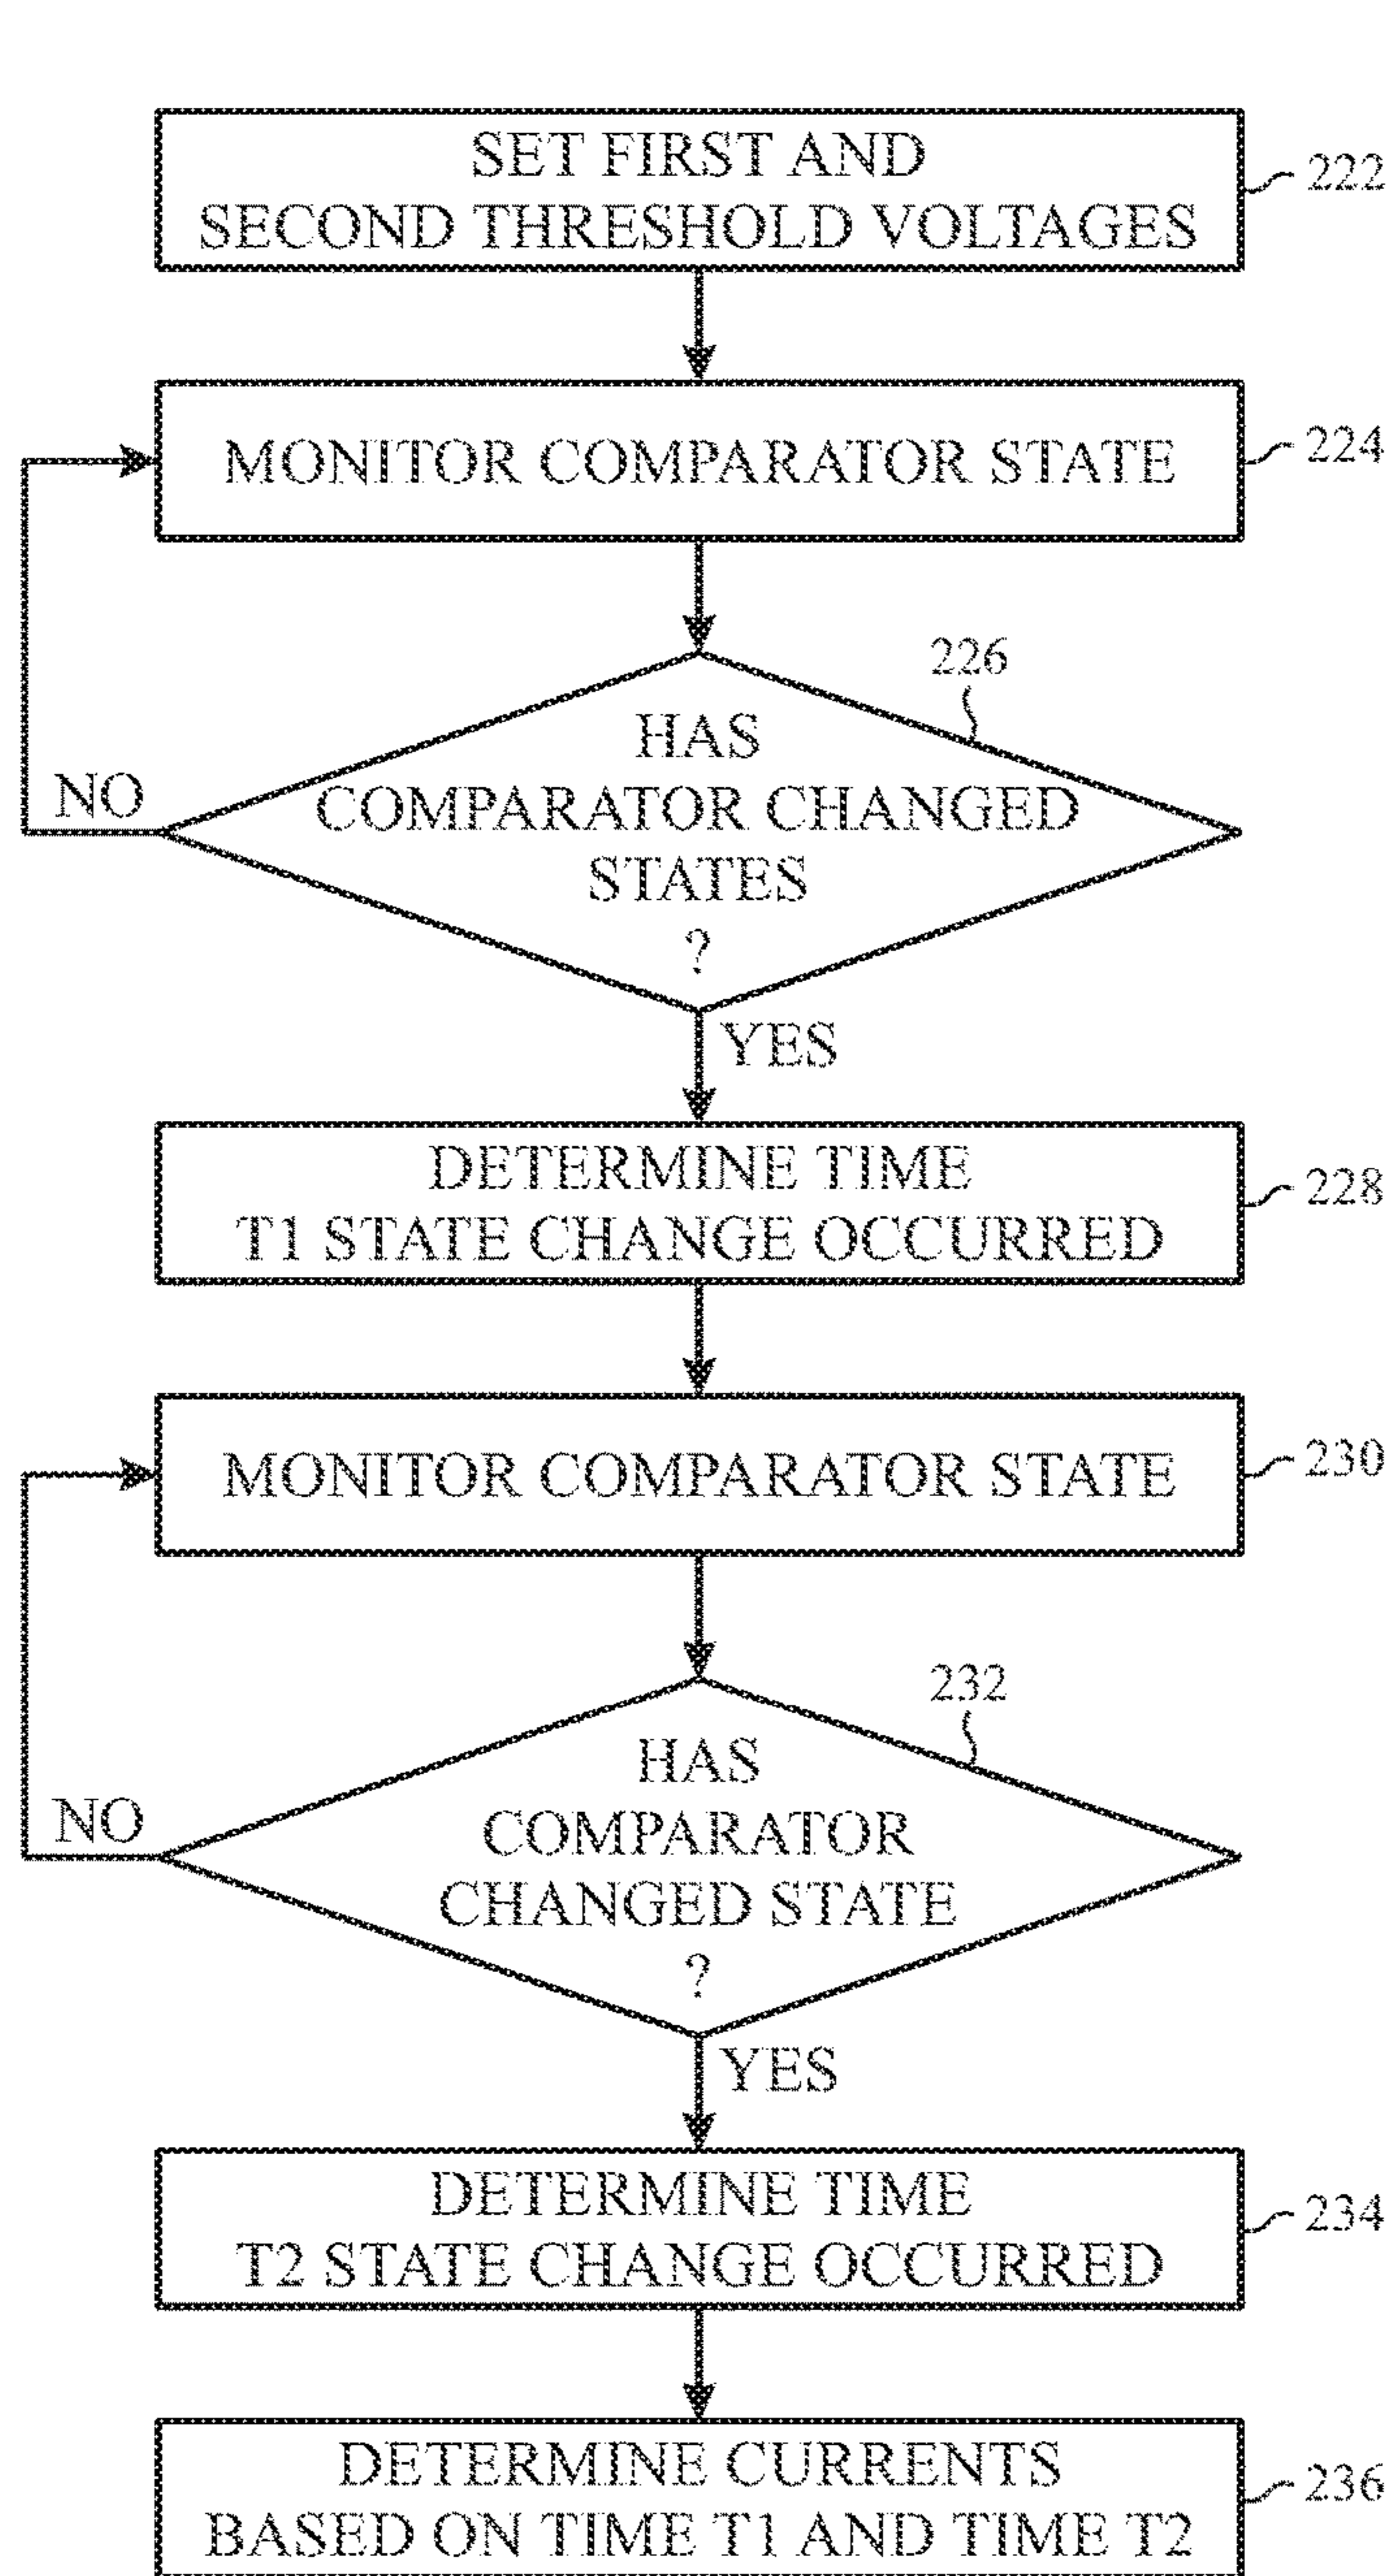 SET FIRST AND
SECOND THRESHOLD VOLTAGES
222
MONITOR COMPARATOR STATE
224
226
HAS
COMPARATOR CHANGED
STATES
?
NO
YES
DETERMINE TIME
T1 STATE CHANGE OCCURRED
228
MONITOR COMPARATOR STATE
230
232
HAS
COMPARATOR
CHANGED STATE
?
NO
YES
DETERMINE TIME
T2 STATE CHANGE OCCURRED
234
DETERMINE CURRENTS
BASED ON TIME T1 AND TIME T2
236